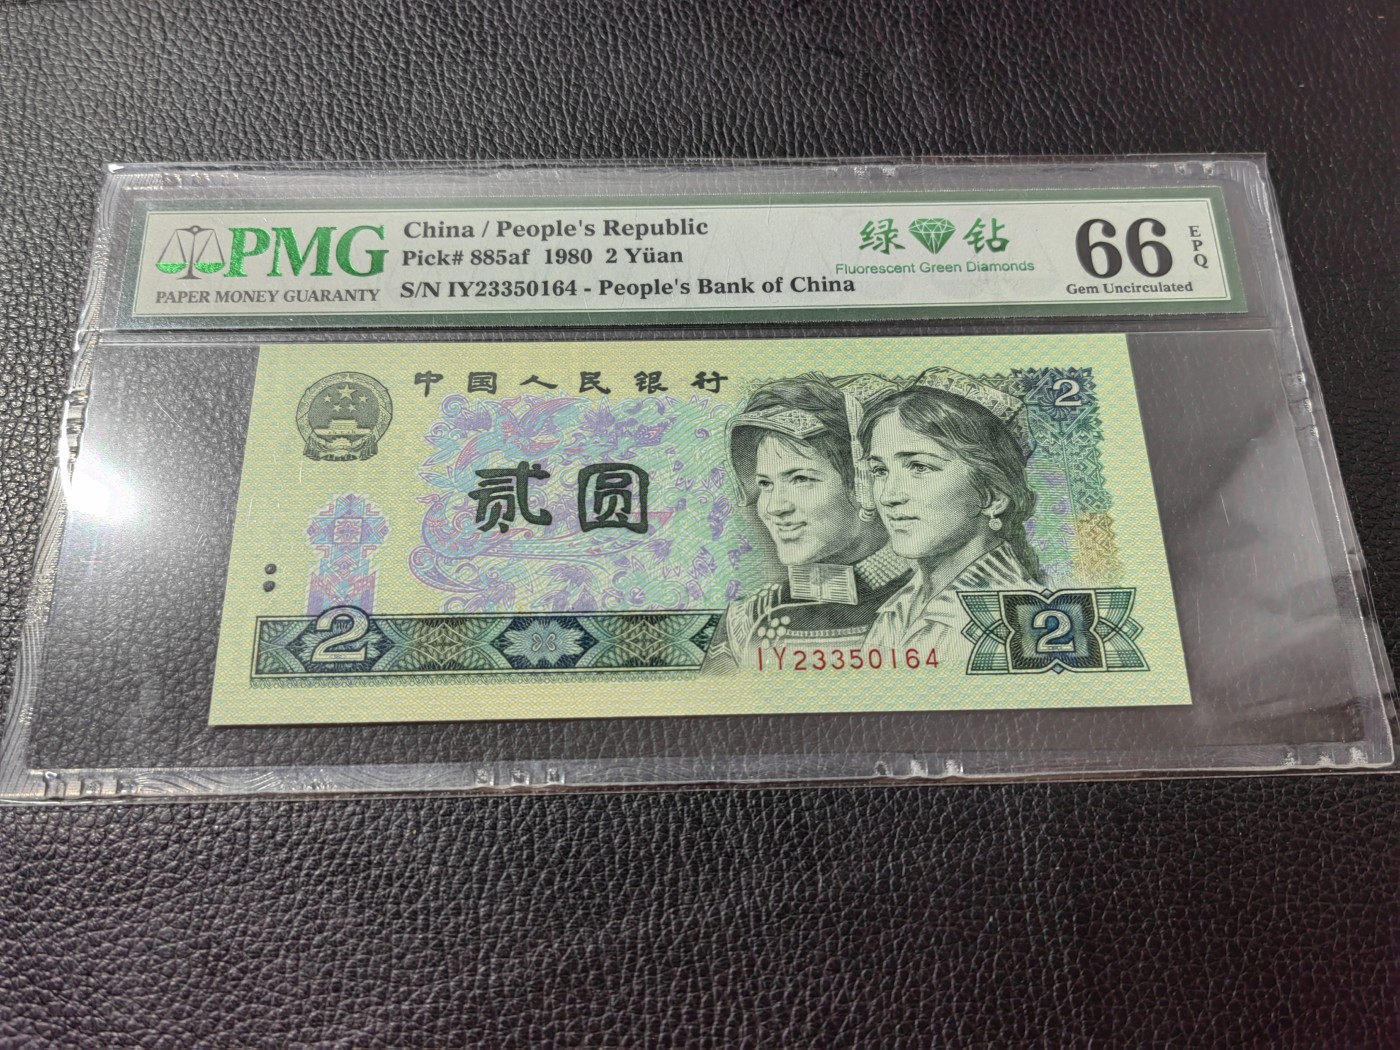 PMG
PAPER MONEY GUARANTY
China / People's Republic
Pick# 885af 1980 2 Yüan
S/N IY23350164 - People's Bank of China
绿 钻
Fluorescent Green Diamonds
66
EPQ
Gem Uncirculated
中国人民银行
2
贰圆
2
IY23350164
2